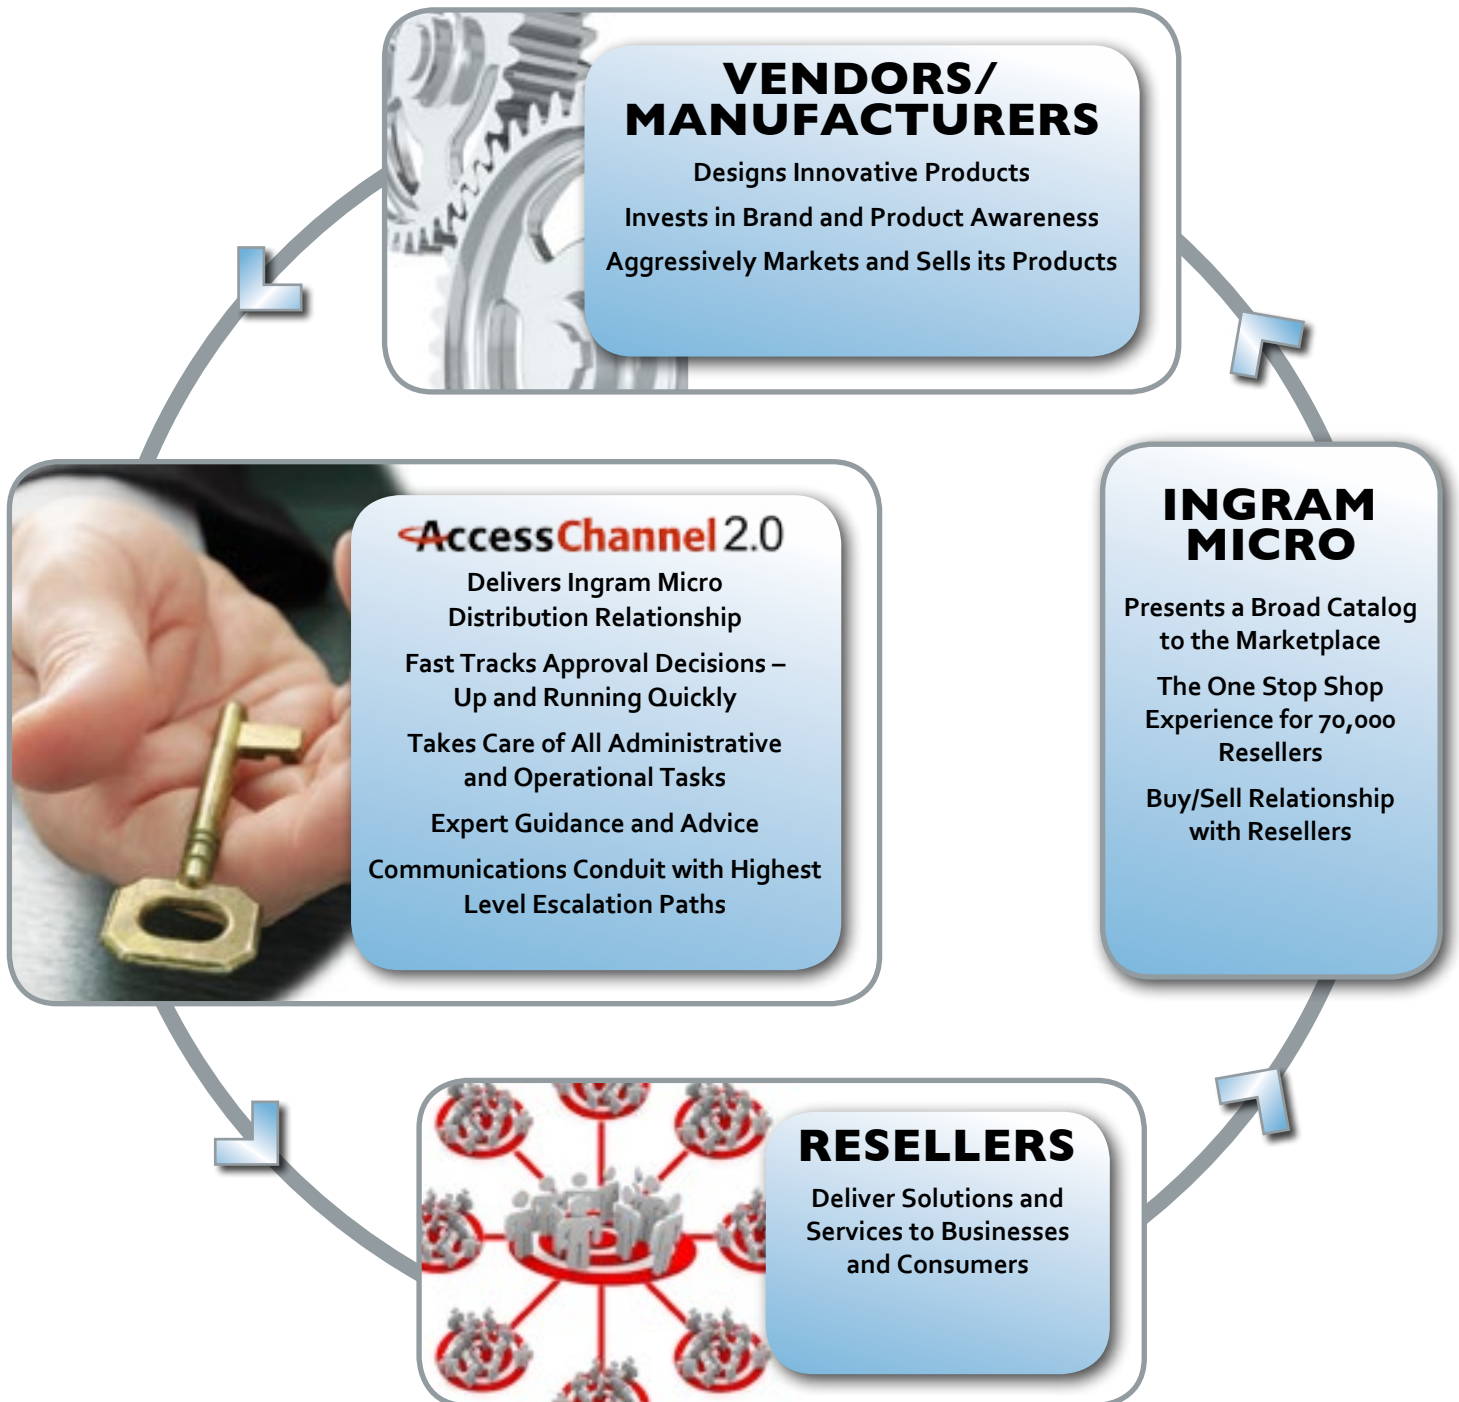 VENDORS/
MANUFACTURERS
Designs Innovative Products
Invests in Brand and Product Awareness
Aggressively Markets and Sells its Products
AccessChannel 2.0
Delivers Ingram Micro
Distribution Relationship
Fast Tracks Approval Decisions –
Up and Running Quickly
Takes Care of All Administrative
and Operational Tasks
Expert Guidance and Advice
Communications Conduit with Highest
Level Escalation Paths
INGRAM
MICRO
Presents a Broad Catalog
to the Marketplace
The One Stop Shop
Experience for 70,000
Resellers
Buy/Sell Relationship
with Resellers
RESELLERS
Deliver Solutions and
Services to Businesses
and Consumers